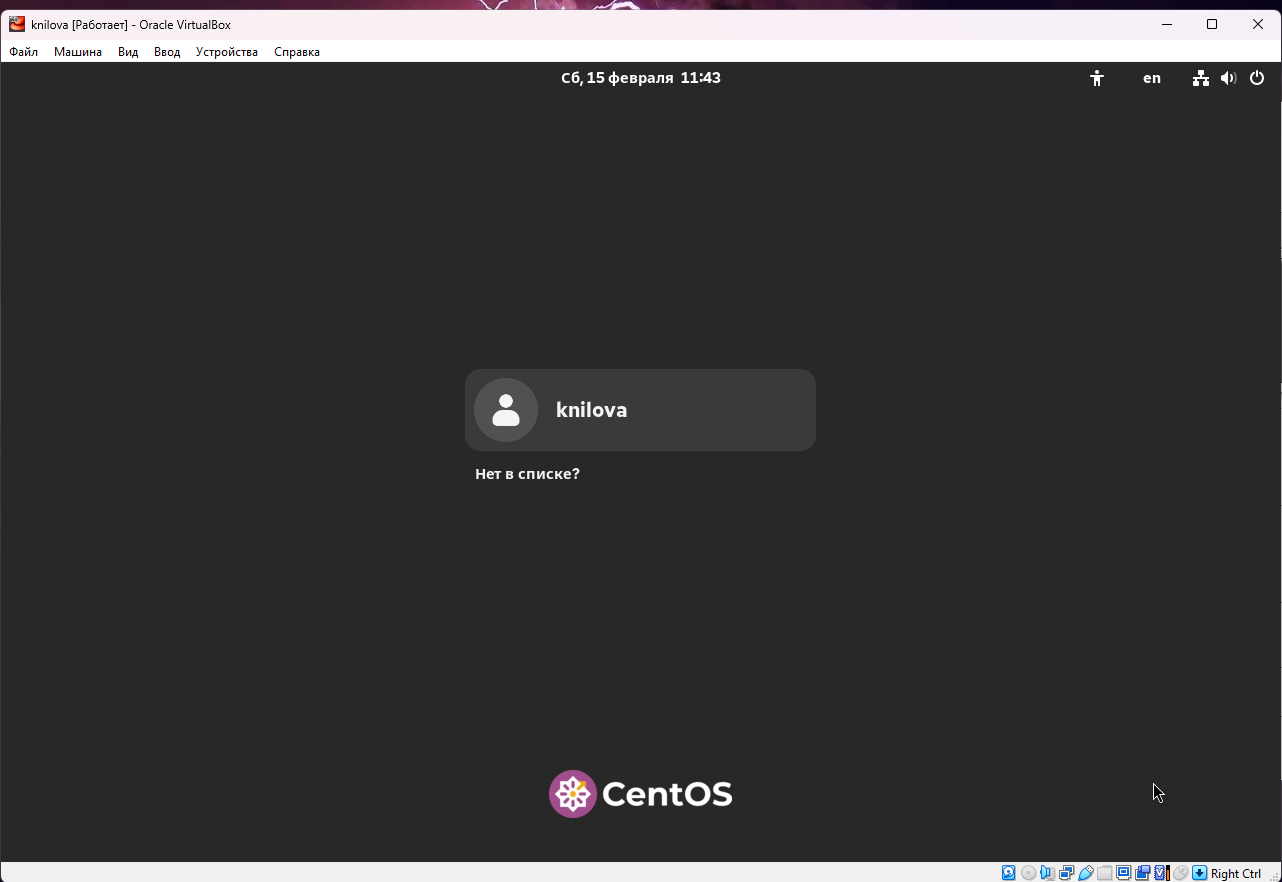 knilova [Работает] - Oracle VirtualBox
Файл Машина Вид Ввод Устройства Справка
Сб, 15 февраля 11:43
en
knilova
Нет в списке?
CentOS
Right Ctrl